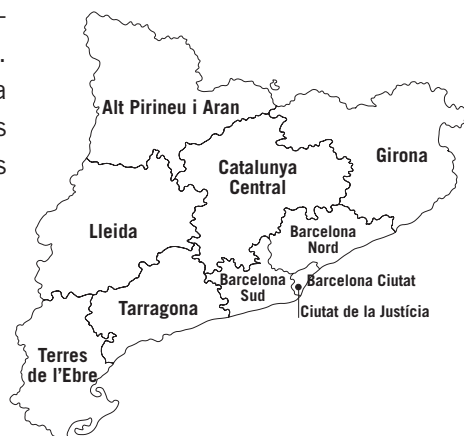 –
.
a
s
s
Alt Pirineu i Aran
Girona
Catalunya
Central
Lleida
Barcelona
Nord
Barcelona
Sud
Barcelona Ciutat
Ciutat de la Justícia
Tarragona
Terres
de l'Ebre